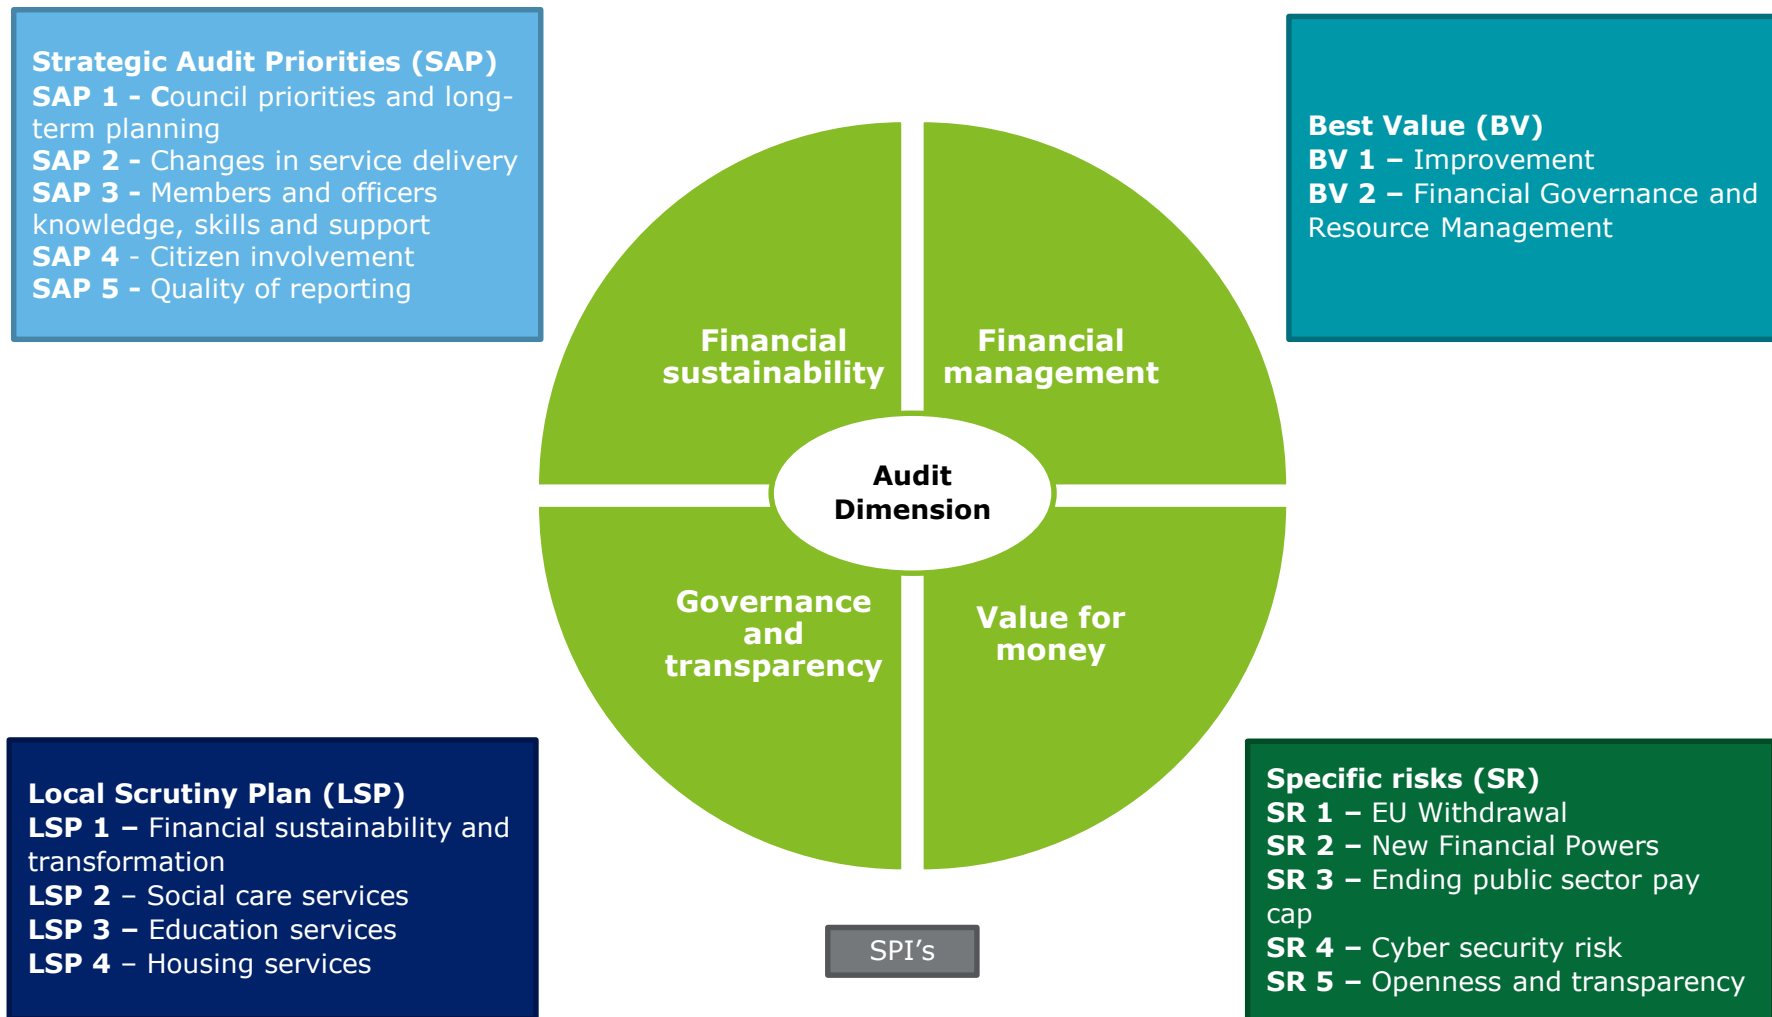 Strategic Audit Priorities (SAP)
SAP 1 - Council priorities and long-
term planning
SAP 2 - Changes in service delivery
SAP 3 - Members and officers
knowledge, skills and support
SAP 4 - Citizen involvement
SAP 5 - Quality of reporting
Best Value (BV)
BV 1 – Improvement
BV 2 – Financial Governance and
Resource Management
Financial
sustainability
Financial
management
Audit
Dimension
Governance
and
transparency
Value for
money
Local Scrutiny Plan (LSP)
LSP 1 – Financial sustainability and
transformation
LSP 2 – Social care services
LSP 3 – Education services
LSP 4 – Housing services
SPI's
Specific risks (SR)
SR 1 – EU Withdrawal
SR 2 – New Financial Powers
SR 3 – Ending public sector pay
cap
SR 4 – Cyber security risk
SR 5 – Openness and transparency